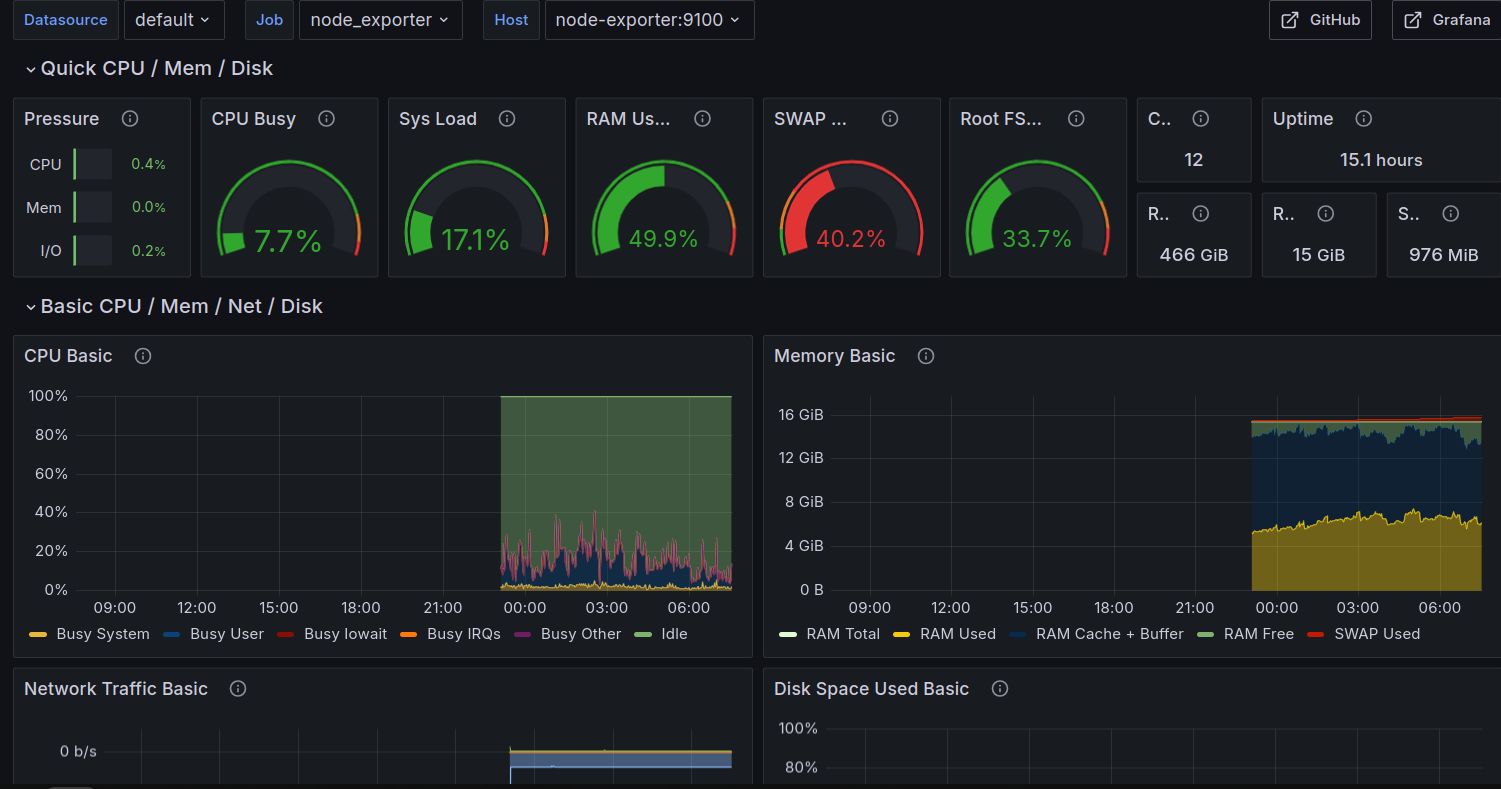 Datasource default Job node_exporter Host node-exporter:9100 GitHub Grafana
Quick CPU / Mem / Disk
Pressure CPU Busy Sys Load RAM Us... SWAP ... Root FS... C.. Uptime
CPU 0.4%
Mem 0.0%
I/O 0.2%
7.7%
17.1%
49.9%
40.2%
33.7%
12
15.1 hours
R.. R.. S..
466 GiB 15 GiB 976 MiB
Basic CPU / Mem / Net / Disk
CPU Basic
100%
80%
60%
40%
20%
0%
09:00 12:00 15:00 18:00 21:00 00:00 03:00 06:00
Busy System Busy User Busy Iowait Busy IRQs Busy Other Idle
Memory Basic
16 GiB
12 GiB
8 GiB
4 GiB
0 B
09:00 12:00 15:00 18:00 21:00 00:00 03:00 06:00
RAM Total RAM Used RAM Cache + Buffer RAM Free SWAP Used
Network Traffic Basic
0 b/s
Disk Space Used Basic
100%
80%